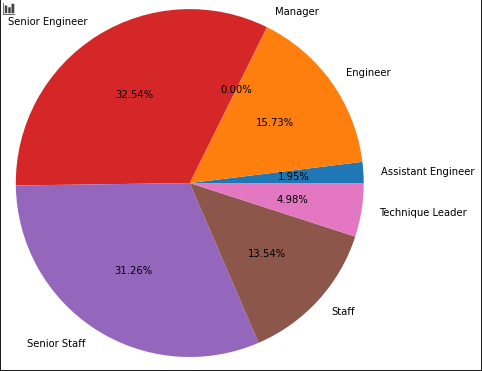 Manager
Senior Engineer
Engineer
0.00%
32.54%
15.73%
Assistant Engineer
1.95%
4.98%
Technique Leader
13.54%
31.26%
Staff
Senior Staff